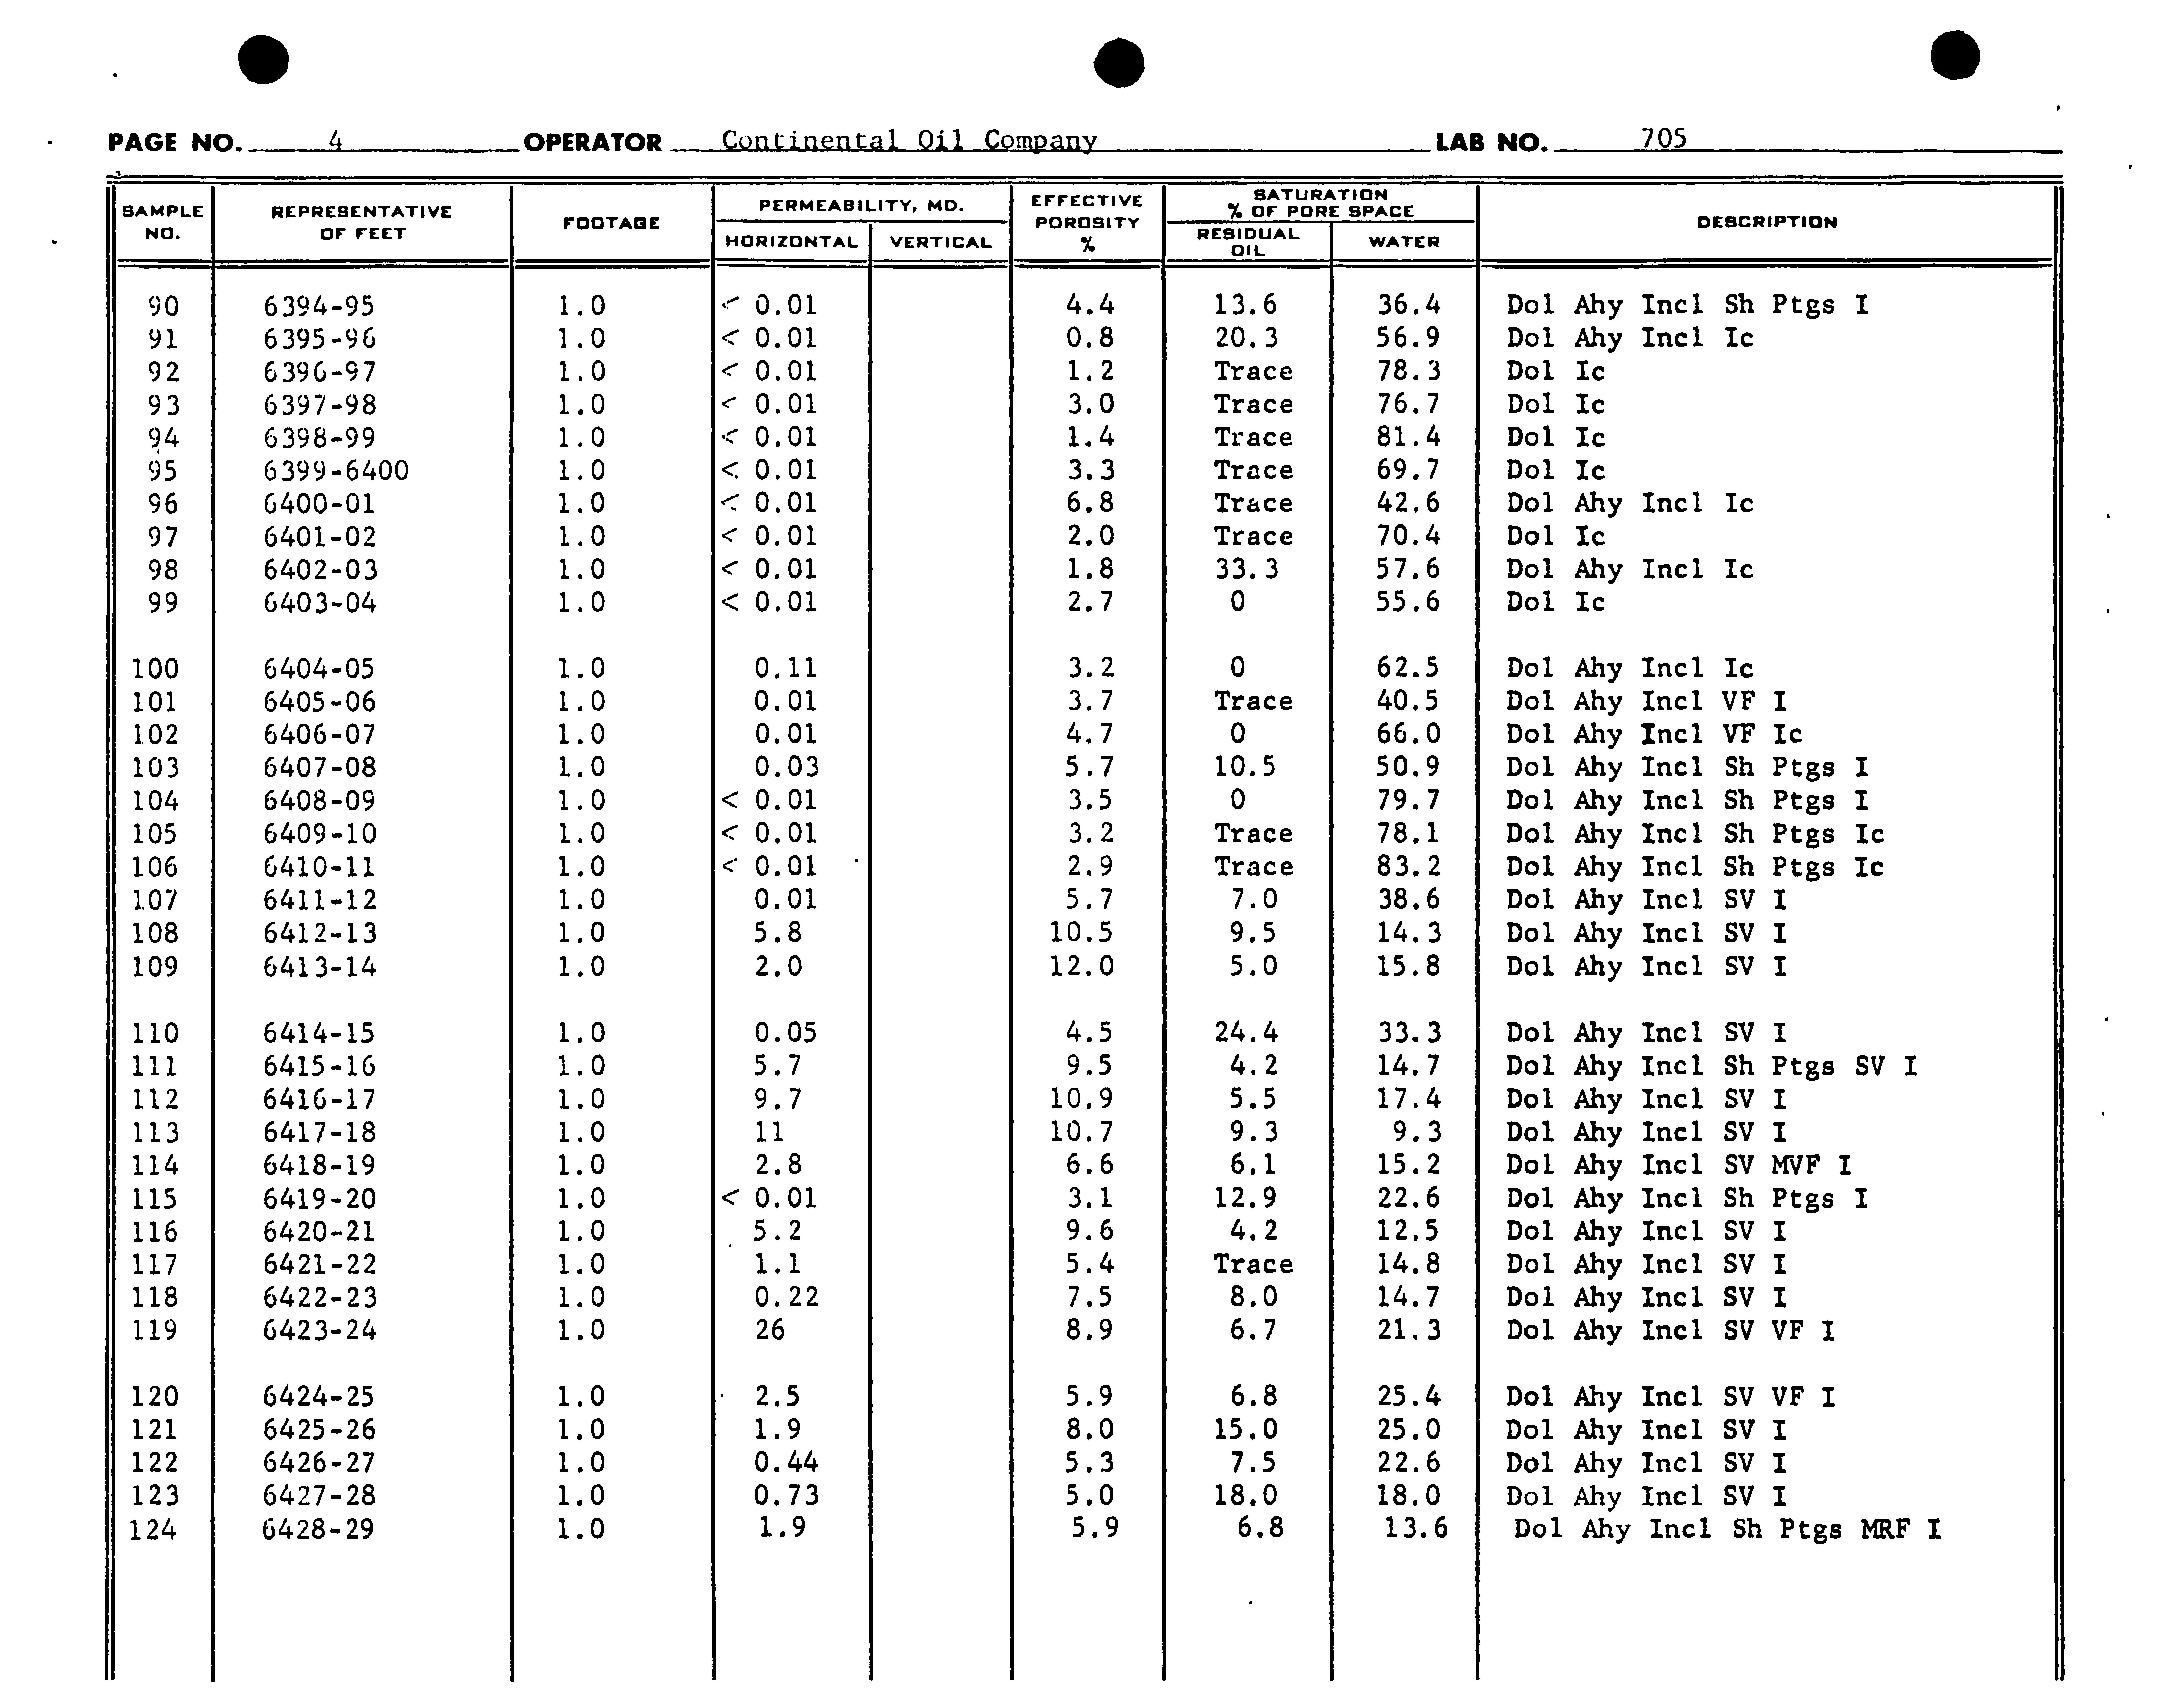 PAGE NO. 4 OPERATOR Continental Oil Company LAB NO. 705
SAMPLE NO. REPRESENTATIVE OF FEET FOOTAGE PERMEABILITY, MD. HORIZONTAL VERTICAL EFFECTIVE POROSITY % SATURATION % OF PORE SPACE RESIDUAL OIL WATER DESCRIPTION
90 6394-95 1.0 < 0.01 4.4 13.6 36.4 Dol Ahy Incl Sh Ptgs I
91 6395-96 1.0 < 0.01 0.8 20.3 56.9 Dol Ahy Incl Ic
92 6396-97 1.0 < 0.01 1.2 Trace 78.3 Dol Ic
93 6397-98 1.0 < 0.01 3.0 Trace 76.7 Dol Ic
94 6398-99 1.0 < 0.01 1.4 Trace 81.4 Dol Ic
95 6399-6400 1.0 < 0.01 3.3 Trace 69.7 Dol Ic
96 6400-01 1.0 < 0.01 6.8 Trace 42.6 Dol Ahy Incl Ic
97 6401-02 1.0 < 0.01 2.0 Trace 70.4 Dol Ic
98 6402-03 1.0 < 0.01 1.8 33.3 57.6 Dol Ahy Incl Ic
99 6403-04 1.0 < 0.01 2.7 0 55.6 Dol Ic
100 6404-05 1.0 0.11 3.2 0 62.5 Dol Ahy Incl Ic
101 6405-06 1.0 0.01 3.7 Trace 40.5 Dol Ahy Incl VF I
102 6406-07 1.0 0.01 4.7 0 66.0 Dol Ahy Incl VF Ic
103 6407-08 1.0 0.03 5.7 10.5 50.9 Dol Ahy Incl Sh Ptgs I
104 6408-09 1.0 < 0.01 3.5 0 79.7 Dol Ahy Incl Sh Ptgs I
105 6409-10 1.0 < 0.01 3.2 Trace 78.1 Dol Ahy Incl Sh Ptgs Ic
106 6410-11 1.0 < 0.01 2.9 Trace 83.2 Dol Ahy Incl Sh Ptgs Ic
107 6411-12 1.0 0.01 5.7 7.0 38.6 Dol Ahy Incl SV I
108 6412-13 1.0 5.8 10.5 9.5 14.3 Dol Ahy Incl SV I
109 6413-14 1.0 2.0 12.0 5.0 15.8 Dol Ahy Incl SV I
110 6414-15 1.0 0.05 4.5 24.4 33.3 Dol Ahy Incl SV I
111 6415-16 1.0 5.7 9.5 4.2 14.7 Dol Ahy Incl Sh Ptgs SV I
112 6416-17 1.0 9.7 10.9 5.5 17.4 Dol Ahy Incl SV I
113 6417-18 1.0 11 10.7 9.3 9.3 Dol Ahy Incl SV I
114 6418-19 1.0 2.8 6.6 6.1 15.2 Dol Ahy Incl SV MVF I
115 6419-20 1.0 < 0.01 3.1 12.9 22.6 Dol Ahy Incl Sh Ptgs I
116 6420-21 1.0 5.2 9.6 4.2 12.5 Dol Ahy Incl SV I
117 6421-22 1.0 1.1 5.4 Trace 14.8 Dol Ahy Incl SV I
118 6422-23 1.0 0.22 7.5 8.0 14.7 Dol Ahy Incl SV I
119 6423-24 1.0 26 8.9 6.7 21.3 Dol Ahy Incl SV VF I
120 6424-25 1.0 2.5 5.9 6.8 25.4 Dol Ahy Incl SV VF I
121 6425-26 1.0 1.9 8.0 15.0 25.0 Dol Ahy Incl SV I
122 6426-27 1.0 0.44 5.3 7.5 22.6 Dol Ahy Incl SV I
123 6427-28 1.0 0.73 5.0 18.0 18.0 Dol Ahy Incl SV I
124 6428-29 1.0 1.9 5.9 6.8 13.6 Dol Ahy Incl Sh Ptgs MRF I